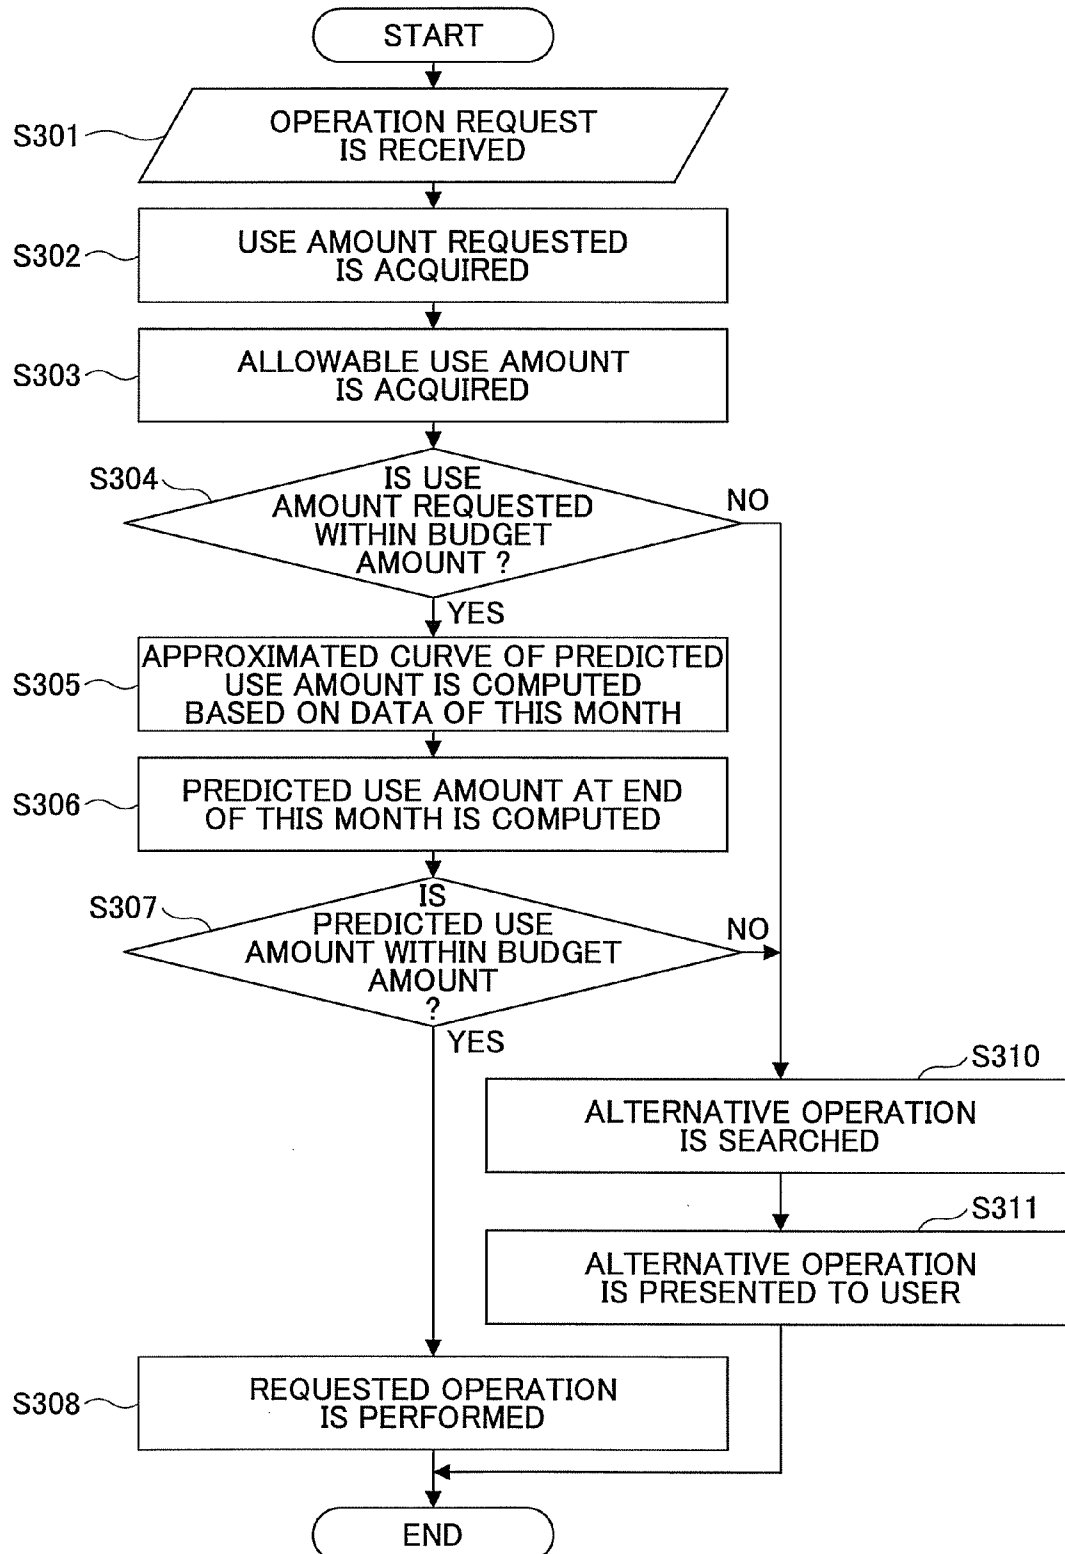 START
S301
OPERATION REQUEST
IS RECEIVED
S302
USE AMOUNT REQUESTED
IS ACQUIRED
S303
ALLOWABLE USE AMOUNT
IS ACQUIRED
S304
IS USE
AMOUNT REQUESTED
WITHIN BUDGET
AMOUNT ?
NO
YES
S305
APPROXIMATED CURVE OF PREDICTED
USE AMOUNT IS COMPUTED
BASED ON DATA OF THIS MONTH
S306
PREDICTED USE AMOUNT AT END
OF THIS MONTH IS COMPUTED
S307
IS
PREDICTED USE
AMOUNT WITHIN BUDGET
AMOUNT
?
NO
YES
S310
ALTERNATIVE OPERATION
IS SEARCHED
S311
ALTERNATIVE OPERATION
IS PRESENTED TO USER
S308
REQUESTED OPERATION
IS PERFORMED
END